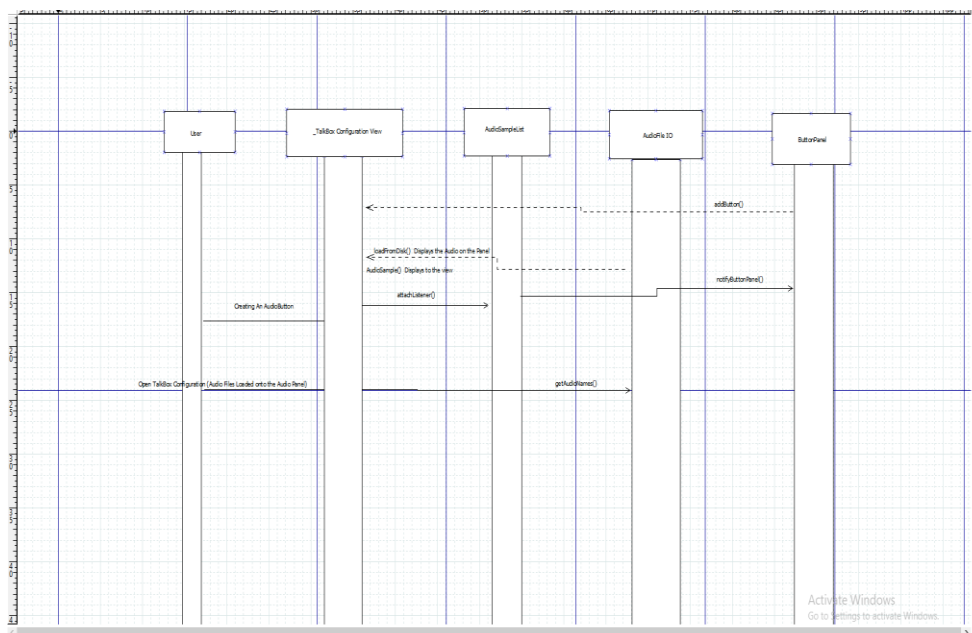 User
_TalkBox Configuration View
AudioSampleList
AudioFile IO
ButtonPanel
addButton()
loadFromDisk() Displays the Audio on the Panel
AudioSample() Displays to the view
notifyButtonPanel()
attachListener()
Creating An AudioButton
Open TalkBox Configuration (Audio Files Loaded onto the Audio Panel)
getAudioNames()
Activate Windows
Go to Settings to activate Windows.